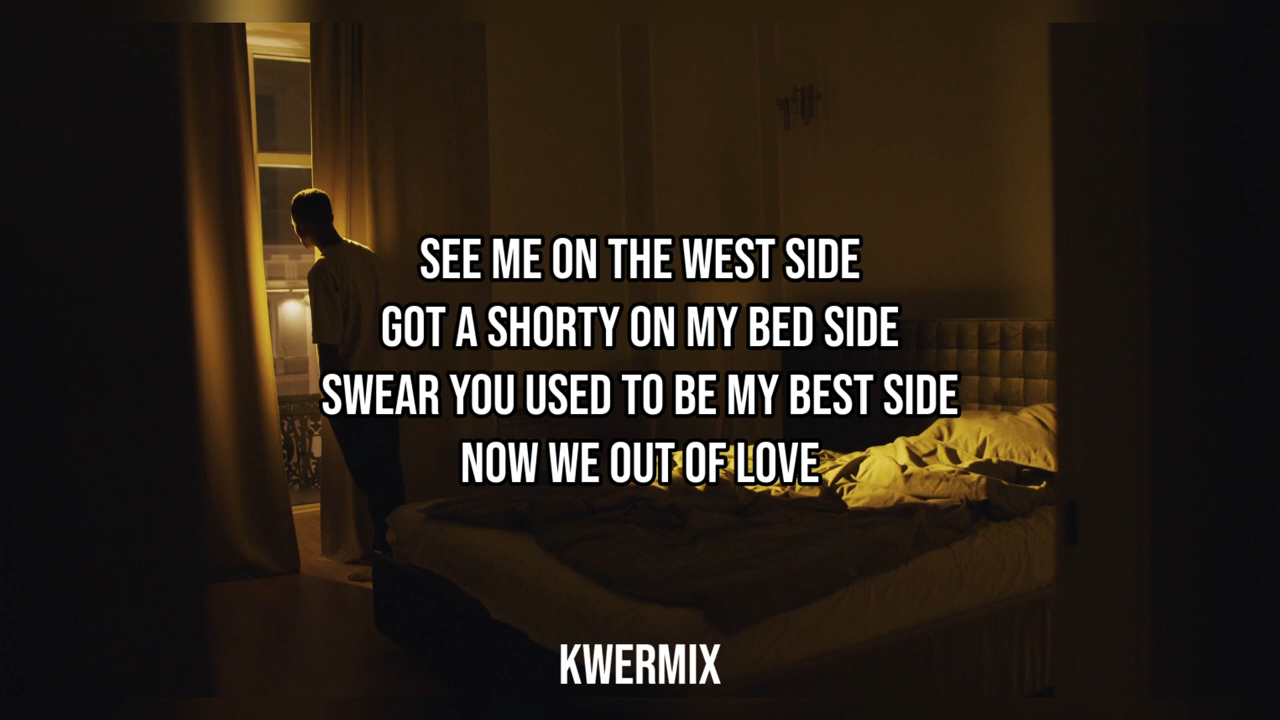 SEE ME ON THE WEST SIDE
GOT A SHORTY ON MY BED SIDE
SWEAR YOU USED TO BE MY BEST SIDE
NOW WE OUT OF LOVE
KWERMIX